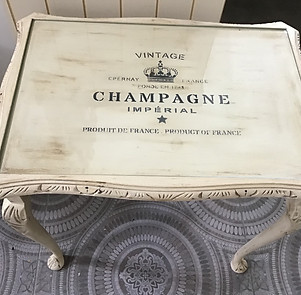 VINTAGE
EPERNAY FRANCE
CHAMPAGNE
IMPÉRIAL
PRODUIT DE FRANCE . PRODUCT OF FRANCE